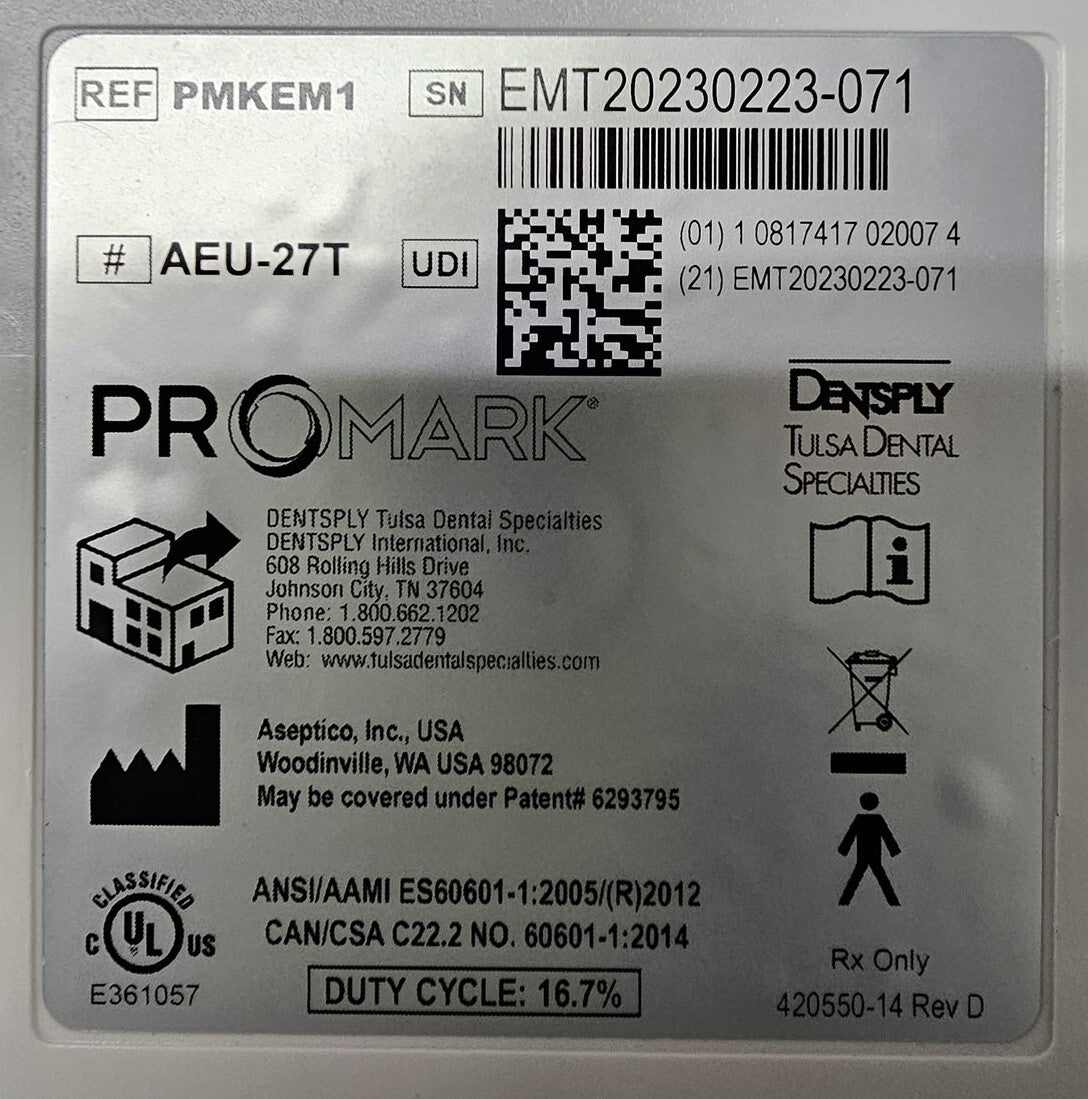 REF PMKEM1 SN EMT20230223-071
# AEU-27T UDI (01) 1 0817417 02007 4
(21) EMT20230223-071
PROMARK®
DENTSPLY
TULSA DENTAL
SPECIALTIES
DENTSPLY Tulsa Dental Specialties
DENTSPLY International, Inc.
608 Rolling Hills Drive
Johnson City, TN 37604
Phone: 1.800.662.1202
Fax: 1.800.597.2779
Web: www.tulsadentalspecialties.com
Aseptico, Inc., USA
Woodinville, WA USA 98072
May be covered under Patent# 6293795
CLASSIFIED
C UL US
E361057
ANSI/AAMI ES60601-1:2005/(R)2012
CAN/CSA C22.2 NO. 60601-1:2014
DUTY CYCLE: 16.7%
Rx Only
420550-14 Rev D